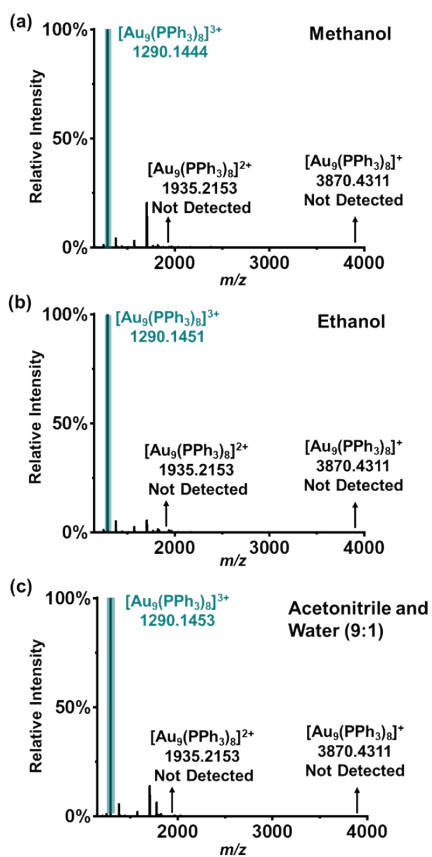 (a)
[Au₉(PPh₃)₈]³⁺
1290.1444
Methanol
100%
50%
0%
Relative Intensity
[Au₉(PPh₃)₈]²⁺
1935.2153
Not Detected
[Au₉(PPh₃)₈]⁺
3870.4311
Not Detected
2000
3000
4000
m/z
(b)
[Au₉(PPh₃)₈]³⁺
1290.1451
Ethanol
100%
50%
0%
Relative Intensity
[Au₉(PPh₃)₈]²⁺
1935.2153
Not Detected
[Au₉(PPh₃)₈]⁺
3870.4311
Not Detected
2000
3000
4000
m/z
(c)
[Au₉(PPh₃)₈]³⁺
1290.1453
Acetonitrile and
Water (9:1)
100%
50%
0%
Relative Intensity
[Au₉(PPh₃)₈]²⁺
1935.2153
Not Detected
[Au₉(PPh₃)₈]⁺
3870.4311
Not Detected
2000
3000
4000
m/z